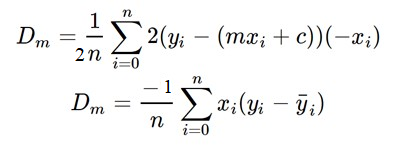 D_m = \frac{1}{2n} \sum_{i=0}^{n} 2(y_i - (mx_i + c))(-x_i)
D_m = \frac{-1}{n} \sum_{i=0}^{n} x_i(y_i - \bar{y}_i)